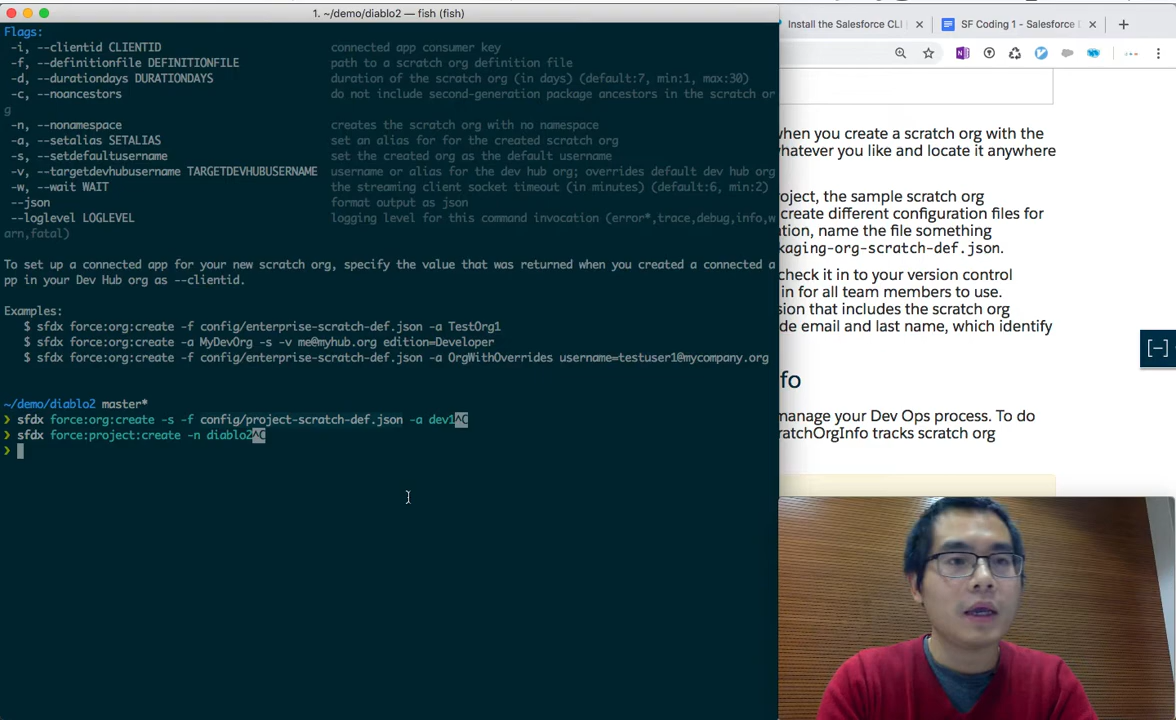 1. ~/demo/diablo2 — fish (fish)
Install the Salesforce CLI
SF Coding 1 - Salesforce
Flags:
-i, --clientid CLIENTID connected app consumer key
-f, --definitionfile DEFINITIONFILE path to a scratch org definition file
-d, --durationdays DURATIONDAYS duration of the scratch org (in days) (default:7, min:1, max:30)
-c, --noancestors do not include second-generation package ancestors in the scratch or
g
-n, --nonamespace creates the scratch org with no namespace
-a, --setalias SETALIAS set an alias for for the created scratch org
-s, --setdefaultusername set the created org as the default username
-v, --targetdevhubusername TARGETDEVHUBUSERNAME username or alias for the dev hub org; overrides default dev hub org
-w, --wait WAIT the streaming client socket timeout (in minutes) (default:6, min:2)
--json format output as json
--loglevel LOGLEVEL logging level for this command invocation (error*,trace,debug,info,w
arn,fatal)
To set up a connected app for your new scratch org, specify the value that was returned when you created a connected a
pp in your Dev Hub org as --clientid.
Examples:
$ sfdx force:org:create -f config/enterprise-scratch-def.json -a TestOrg1
$ sfdx force:org:create -a MyDevOrg -s -v me@myhub.org edition=Developer
$ sfdx force:org:create -f config/enterprise-scratch-def.json -a OrgWithOverrides username=testuser1@mycompany.org
~/demo/diablo2 master*
❯ sfdx force:org:create -s -f config/project-scratch-def.json -a dev1^C
❯ sfdx force:project:create -n diablo2^C
❯
when you create a scratch org with the
whatever you like and locate it anywhere
oject, the sample scratch org
create different configuration files for
tion, name the file something
kaging-org-scratch-def.json.
check it in to your version control
in for all team members to use.
sion that includes the scratch org
de email and last name, which identify
[–]
fo
manage your Dev Ops process. To do
ratchOrgInfo tracks scratch org